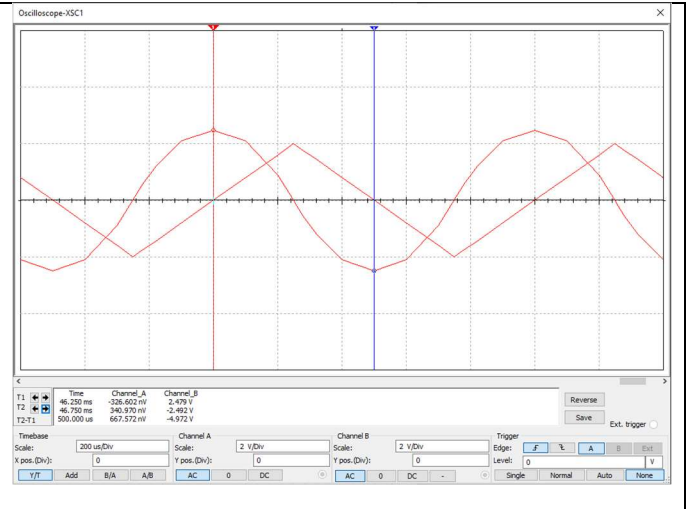 Oscilloscope-XSC1
Time Channel_A Channel_B
T1 46.250 ms -326.602 nV 2.479 V
T2 46.750 ms 340.970 nV -2.492 V
T2-T1 500.000 us 667.572 nV -4.972 V
Reverse
Save
Ext. trigger
Timebase
Scale: 200 us/Div
X pos.(Div): 0
Y/T Add B/A A/B
Channel A
Scale: 2 V/Div
Y pos.(Div): 0
AC 0 DC
Channel B
Scale: 2 V/Div
Y pos.(Div): 0
AC 0 DC -
Trigger
Edge: A B Ext
Level: 0 V
Single Normal Auto None